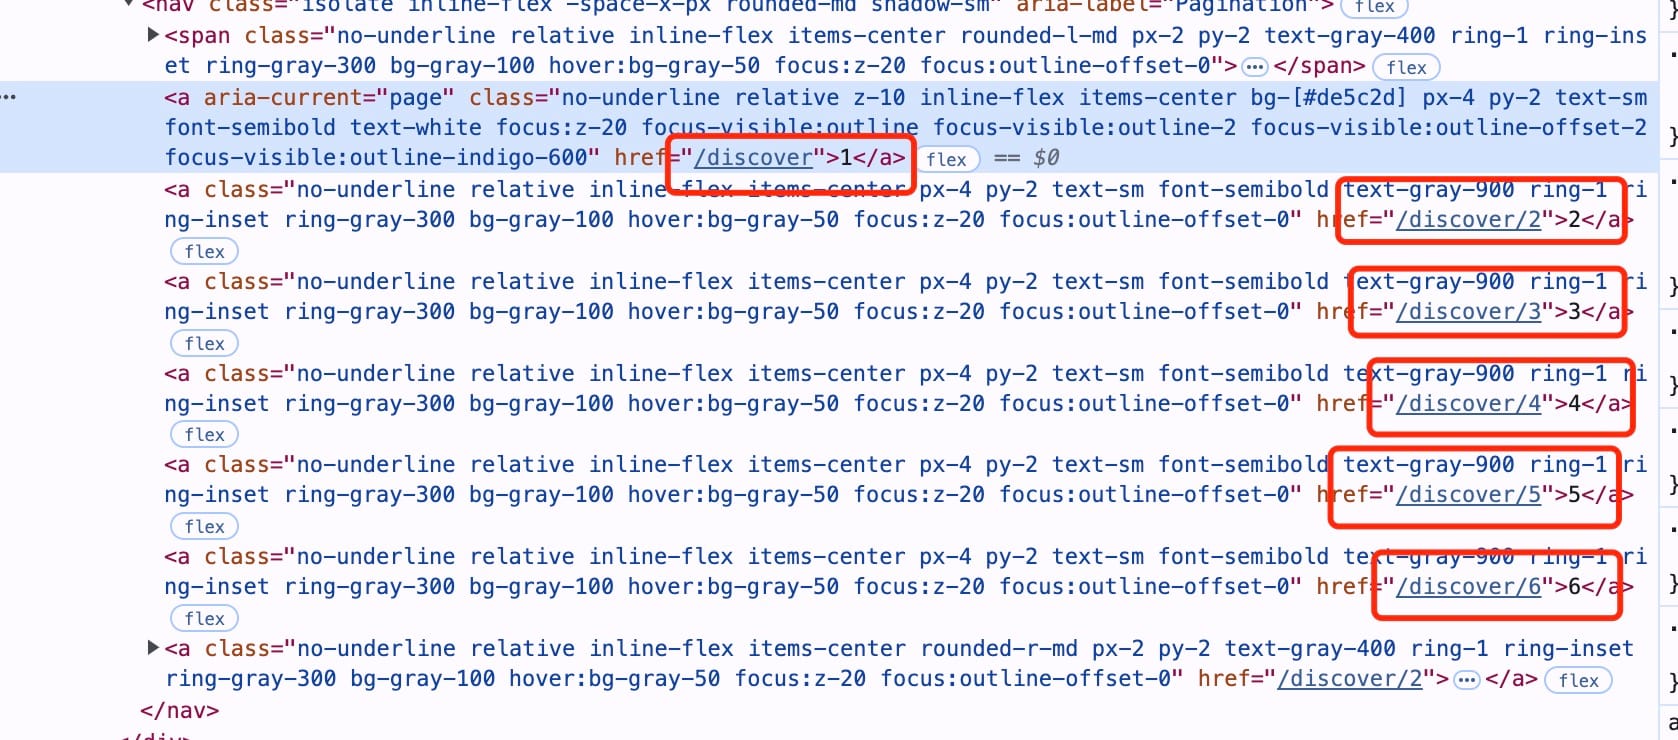 <nav class="isolate inline-flex -space-x-px rounded-md shadow-sm" aria-label="Pagination"> flex
<span class="no-underline relative inline-flex items-center rounded-l-md px-2 py-2 text-gray-400 ring-1 ring-ins
et ring-gray-300 bg-gray-100 hover:bg-gray-50 focus:z-20 focus:outline-offset-0">…</span> flex
<a aria-current="page" class="no-underline relative z-10 inline-flex items-center bg-[#de5c2d] px-4 py-2 text-sm
font-semibold text-white focus:z-20 focus-visible:outline focus-visible:outline-2 focus-visible:outline-offset-2
focus-visible:outline-indigo-600" href="/discover">1</a> flex == $0
<a class="no-underline relative inline-flex items-center px-4 py-2 text-sm font-semibold text-gray-900 ring-1 ri
ng-inset ring-gray-300 bg-gray-100 hover:bg-gray-50 focus:z-20 focus:outline-offset-0" href="/discover/2">2</a>
flex
<a class="no-underline relative inline-flex items-center px-4 py-2 text-sm font-semibold text-gray-900 ring-1 ri
ng-inset ring-gray-300 bg-gray-100 hover:bg-gray-50 focus:z-20 focus:outline-offset-0" href="/discover/3">3</a>
flex
<a class="no-underline relative inline-flex items-center px-4 py-2 text-sm font-semibold text-gray-900 ring-1 ri
ng-inset ring-gray-300 bg-gray-100 hover:bg-gray-50 focus:z-20 focus:outline-offset-0" href="/discover/4">4</a>
flex
<a class="no-underline relative inline-flex items-center px-4 py-2 text-sm font-semibold text-gray-900 ring-1 ri
ng-inset ring-gray-300 bg-gray-100 hover:bg-gray-50 focus:z-20 focus:outline-offset-0" href="/discover/5">5</a>
flex
<a class="no-underline relative inline-flex items-center px-4 py-2 text-sm font-semibold text-gray-900 ring-1 ri
ng-inset ring-gray-300 bg-gray-100 hover:bg-gray-50 focus:z-20 focus:outline-offset-0" href="/discover/6">6</a>
flex
<a class="no-underline relative inline-flex items-center rounded-r-md px-2 py-2 text-gray-400 ring-1 ring-inset
ring-gray-300 bg-gray-100 hover:bg-gray-50 focus:z-20 focus:outline-offset-0" href="/discover/2">…</a> flex
</nav>